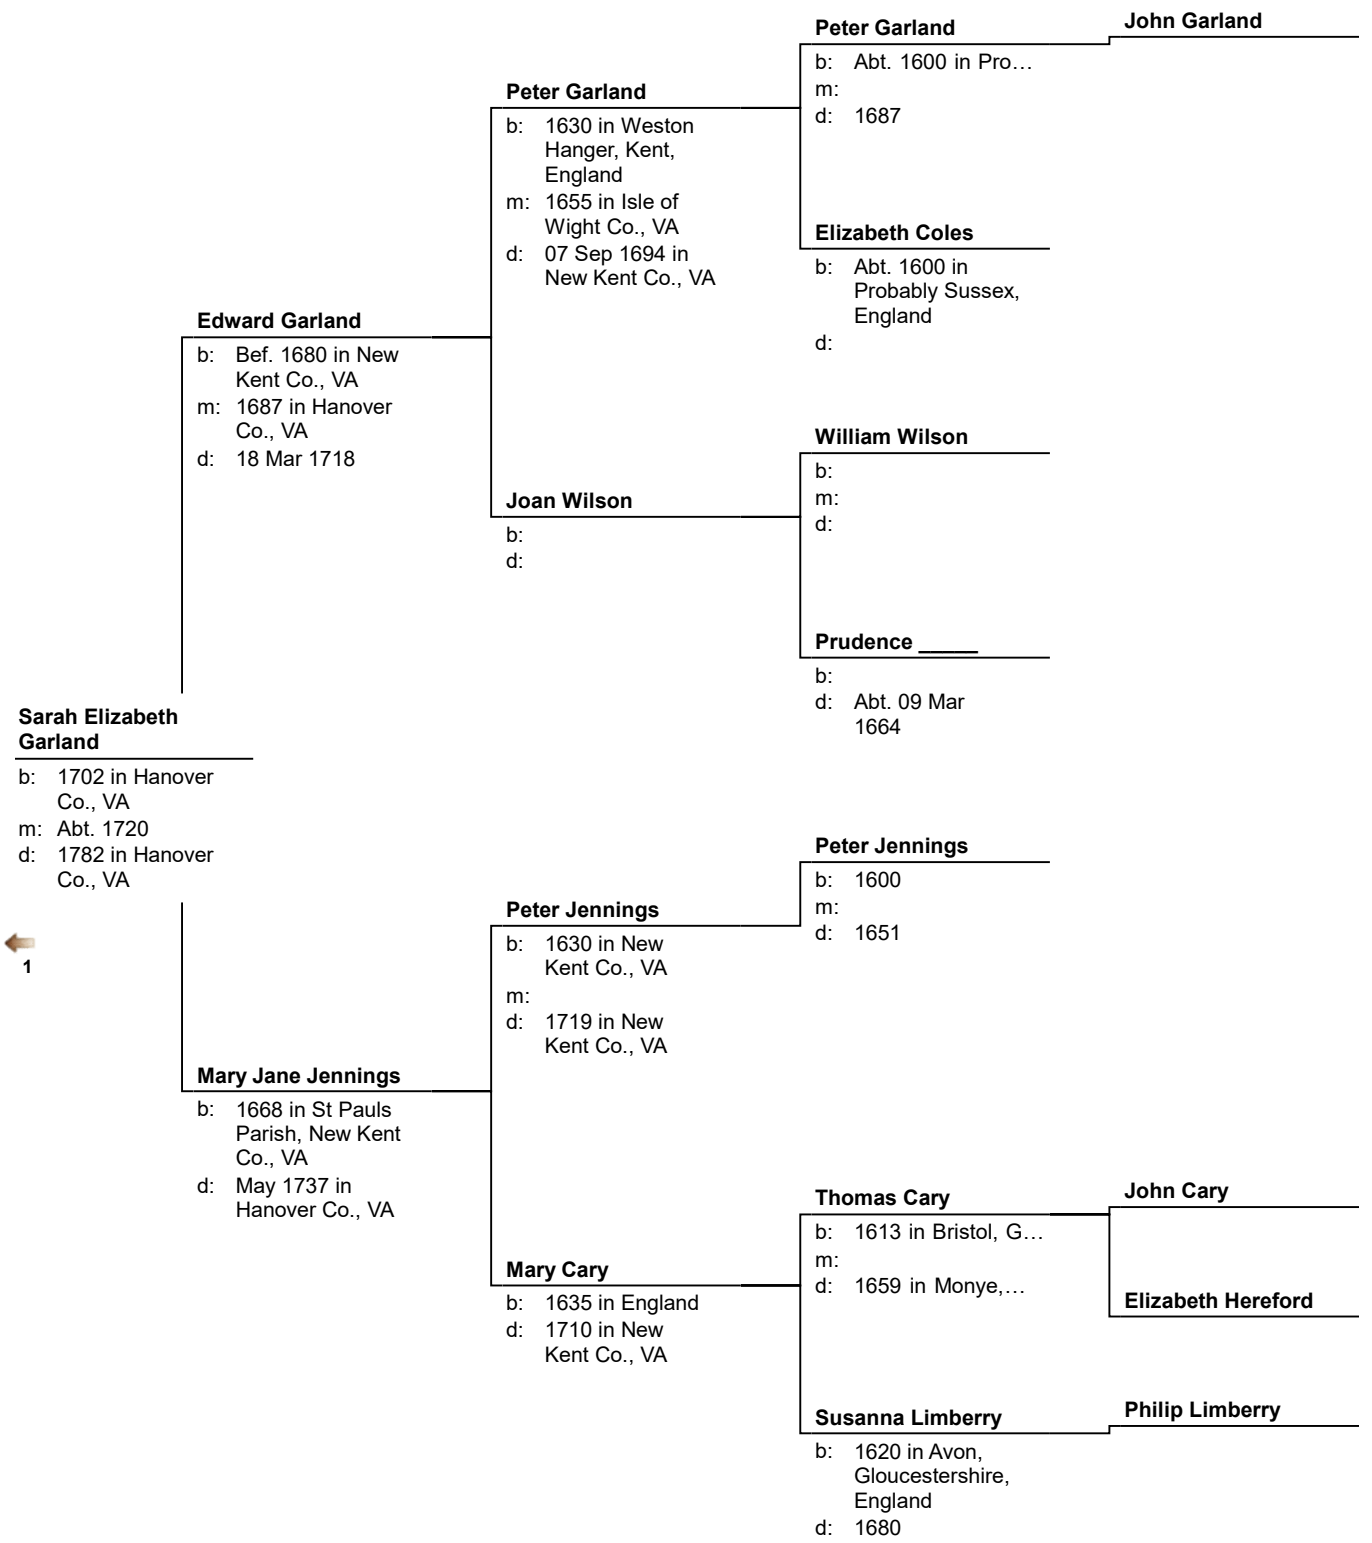 John Garland
Peter Garland
b: Abt. 1600 in Pro…
m:
d: 1687
Peter Garland
b: 1630 in Weston
Hanger, Kent,
England
m: 1655 in Isle of
Wight Co., VA
d: 07 Sep 1694 in
New Kent Co., VA
Elizabeth Coles
b: Abt. 1600 in
Probably Sussex,
England
d:
Edward Garland
b: Bef. 1680 in New
Kent Co., VA
m: 1687 in Hanover
Co., VA
d: 18 Mar 1718
William Wilson
b:
m:
d:
Joan Wilson
b:
d:
Prudence _____
b:
d: Abt. 09 Mar
1664
Sarah Elizabeth
Garland
b: 1702 in Hanover
Co., VA
m: Abt. 1720
d: 1782 in Hanover
Co., VA
1
Peter Jennings
b: 1600
m:
d: 1651
Peter Jennings
b: 1630 in New
Kent Co., VA
m:
d: 1719 in New
Kent Co., VA
Mary Jane Jennings
b: 1668 in St Pauls
Parish, New Kent
Co., VA
d: May 1737 in
Hanover Co., VA
John Cary
Thomas Cary
b: 1613 in Bristol, G…
m:
d: 1659 in Monye,…
Mary Cary
b: 1635 in England
d: 1710 in New
Kent Co., VA
Elizabeth Hereford
Philip Limberry
Susanna Limberry
b: 1620 in Avon,
Gloucestershire,
England
d: 1680